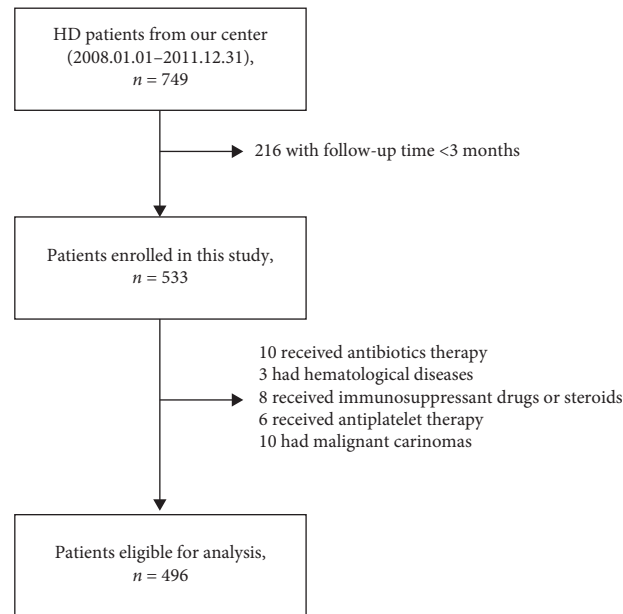 HD patients from our center
(2008.01.01–2011.12.31),
n = 749
216 with follow-up time <3 months
Patients enrolled in this study,
n = 533
10 received antibiotics therapy
3 had hematological diseases
8 received immunosuppressant drugs or steroids
6 received antiplatelet therapy
10 had malignant carinomas
Patients eligible for analysis,
n = 496